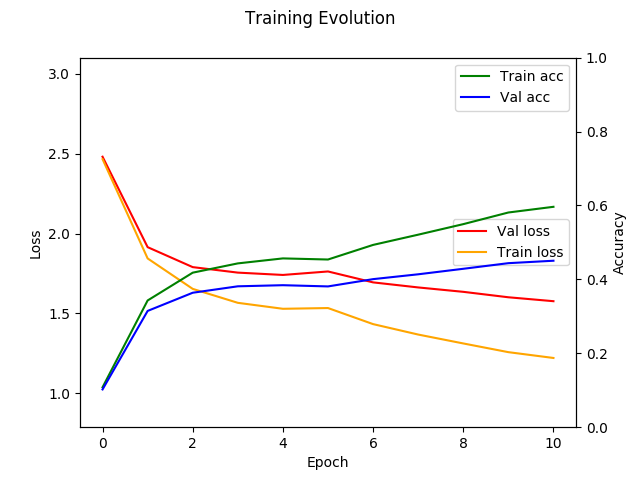 Training Evolution
Train acc
Val acc
Val loss
Train loss
Loss
3.0
2.5
2.0
1.5
1.0
Accuracy
1.0
0.8
0.6
0.4
0.2
0.0
0 2 4 6 8 10
Epoch